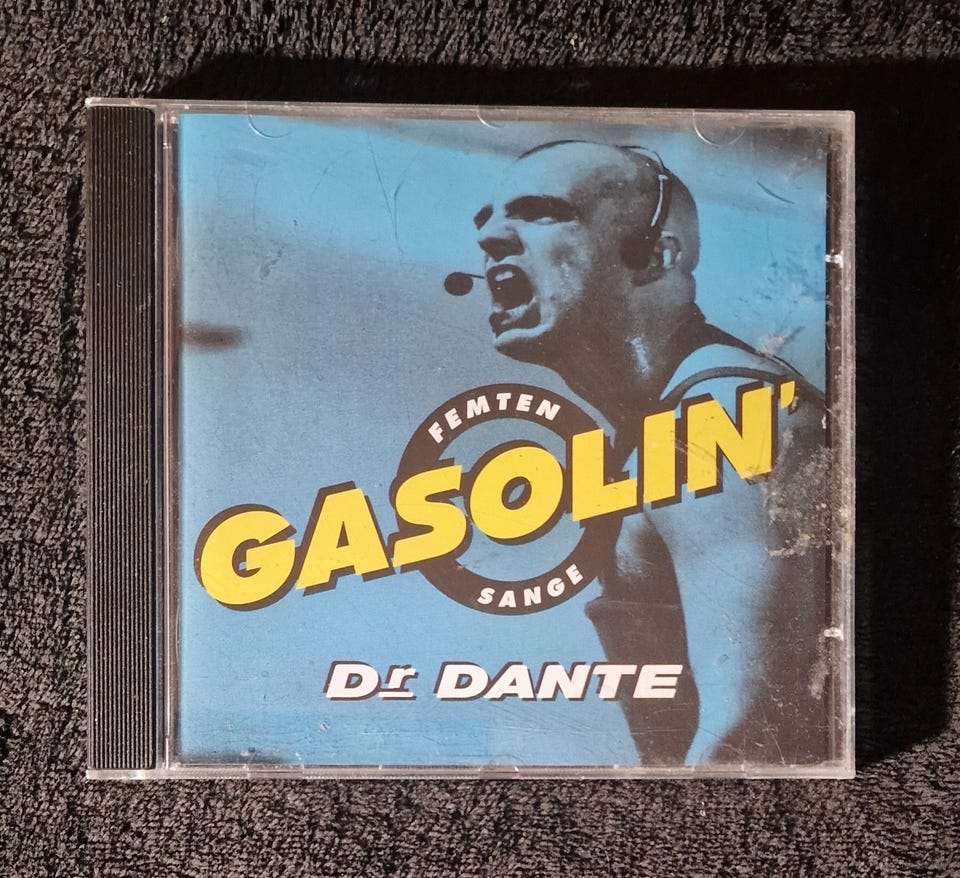 FEMTEN
GASOLIN'
SANGE
Dr DANTE